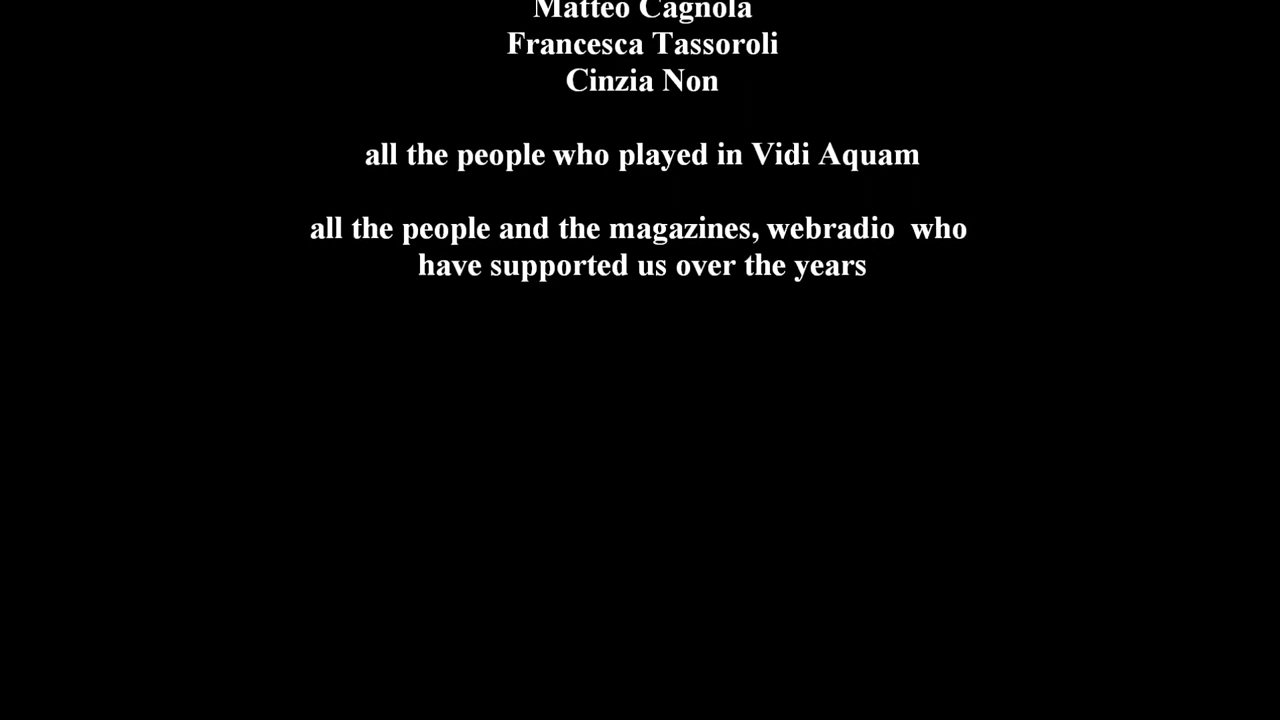 Matteo Cagnola
Francesca Tassoroli
Cinzia Non
all the people who played in Vidi Aquam
all the people and the magazines, webradio  who
have supported us over the years